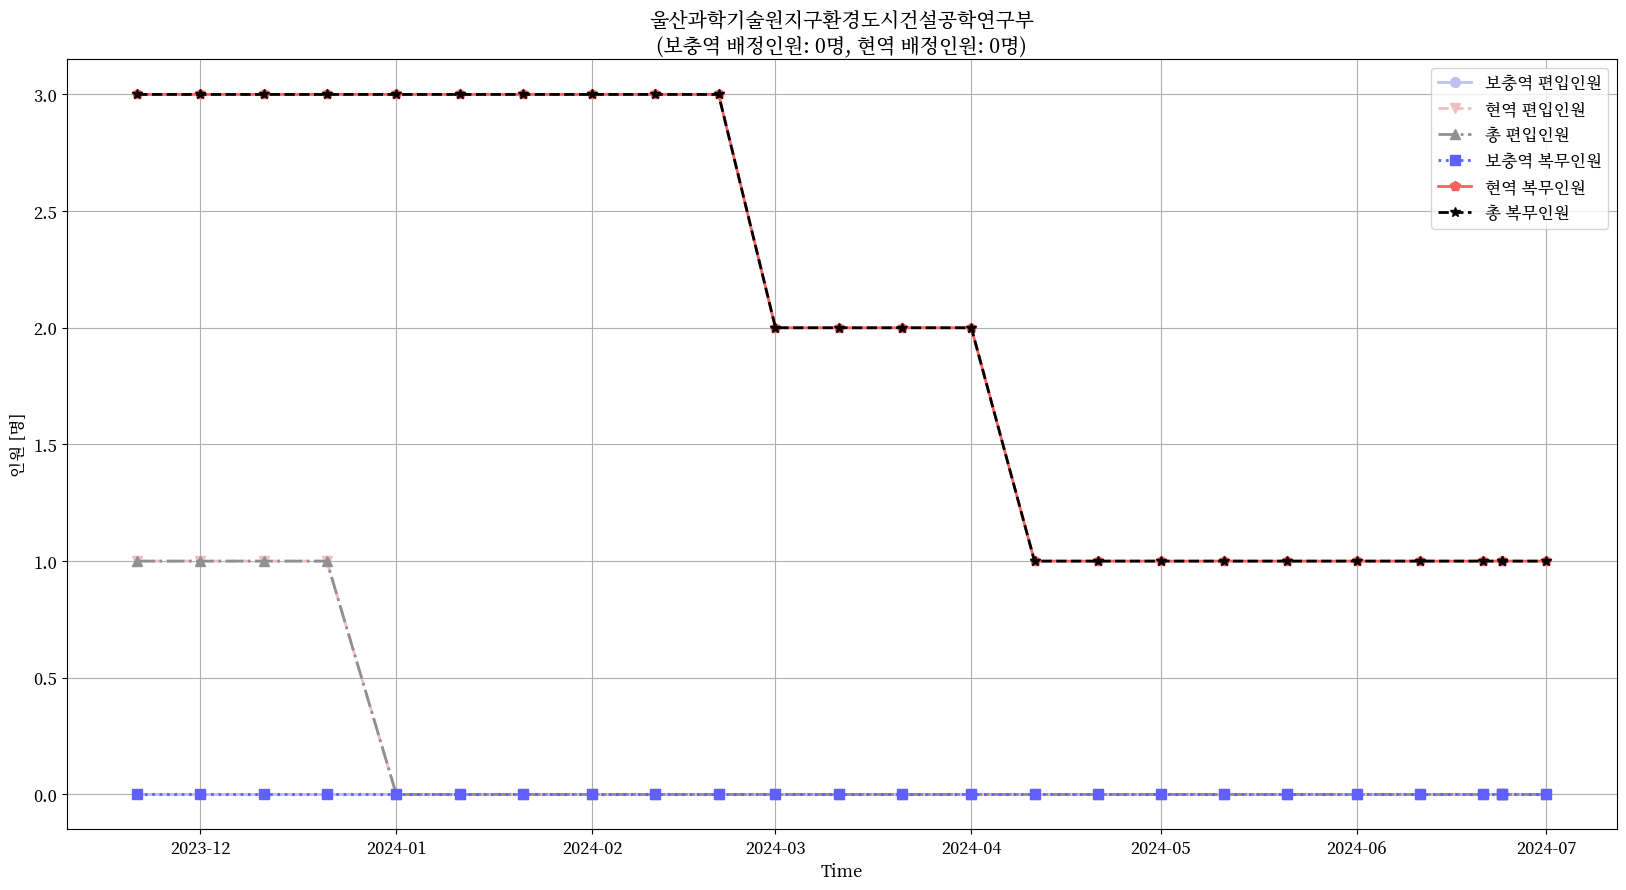 울산과학기술원지구환경도시건설공학연구부
(보충역 배정인원: 0명, 현역 배정인원: 0명)
보충역 편입인원
현역 편입인원
총 편입인원
보충역 복무인원
현역 복무인원
총 복무인원
인원 [명]
3.0
2.5
2.0
1.5
1.0
0.5
0.0
2023-12
2024-01
2024-02
2024-03
2024-04
2024-05
2024-06
2024-07
Time